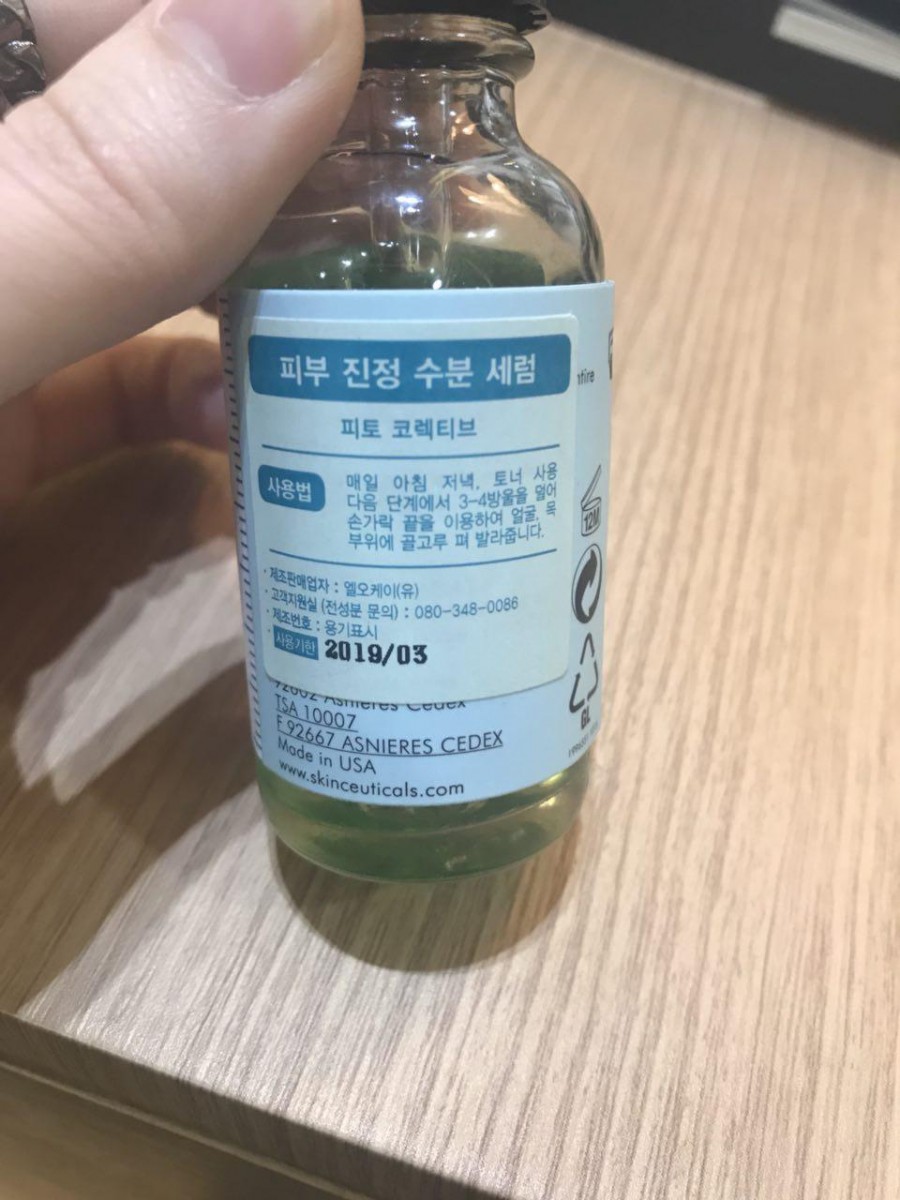 피부 진정 수분 세럼
피토 코렉티브
사용법
매일 아침 저녁, 토너 사용
다음 단계에서 3-4방울을 덜어
손가락 끝을 이용하여 얼굴, 목
부위에 골고루 펴 발라줍니다.
· 제조판매업자 : 엘오케이(유)
· 고객지원실 (전성분 문의) : 080-348-0086
· 제조번호 : 용기표시
· 사용기한 2019/03
92602 Asnieres Cedex
TSA 10007
F 92667 ASNIERES CEDEX
Made in USA
www.skinceuticals.com
12M
GL